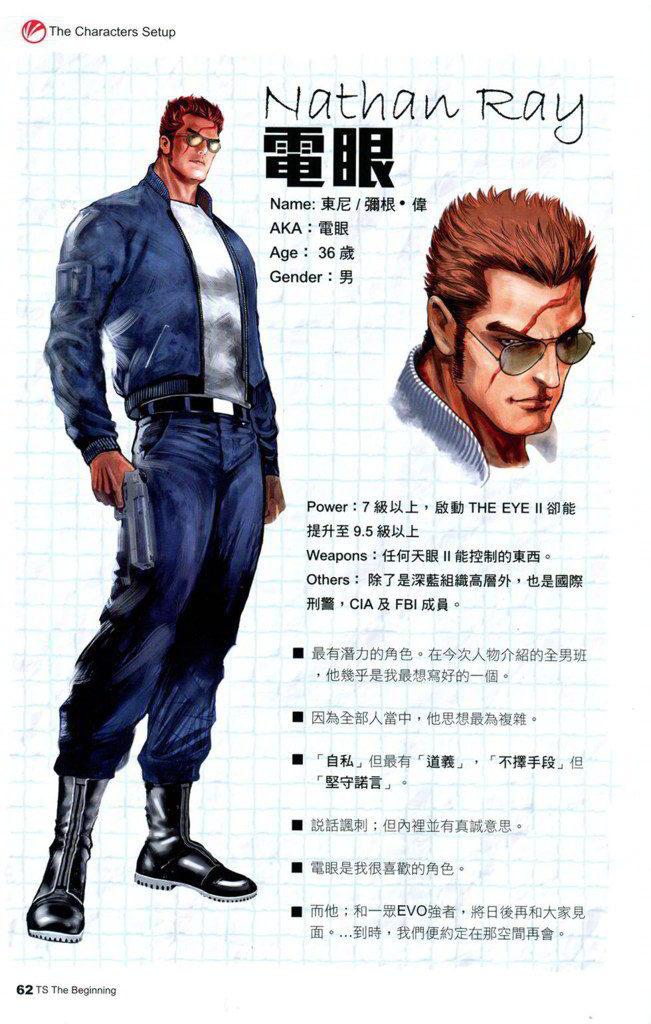 The Characters Setup
Nathan Ray
電眼
Name: 東尼 / 彌根 • 偉
AKA：電眼
Age： 36 歲
Gender：男
Power：7 級以上，啟動 THE EYE II 卻能
提升至 9.5 級以上
Weapons：任何天眼 II 能控制的東西。
Others： 除了是深藍組織高層外，也是國際
刑警，CIA 及 FBI 成員。
■ 最有潛力的角色。在今次人物介紹的全男班
，他幾乎是我最想寫好的一個。
■ 因為全部人當中，他思想最為複雜。
■ 「自私」但最有「道義」，「不擇手段」但
「堅守諾言」。
■ 説話諷刺；但內裡並有真誠意思。
■ 電眼是我很喜歡的角色。
■ 而他；和一眾EVO強者，將日後再和大家見
面。…到時，我們便約定在那空間再會。
62 TS The Beginning